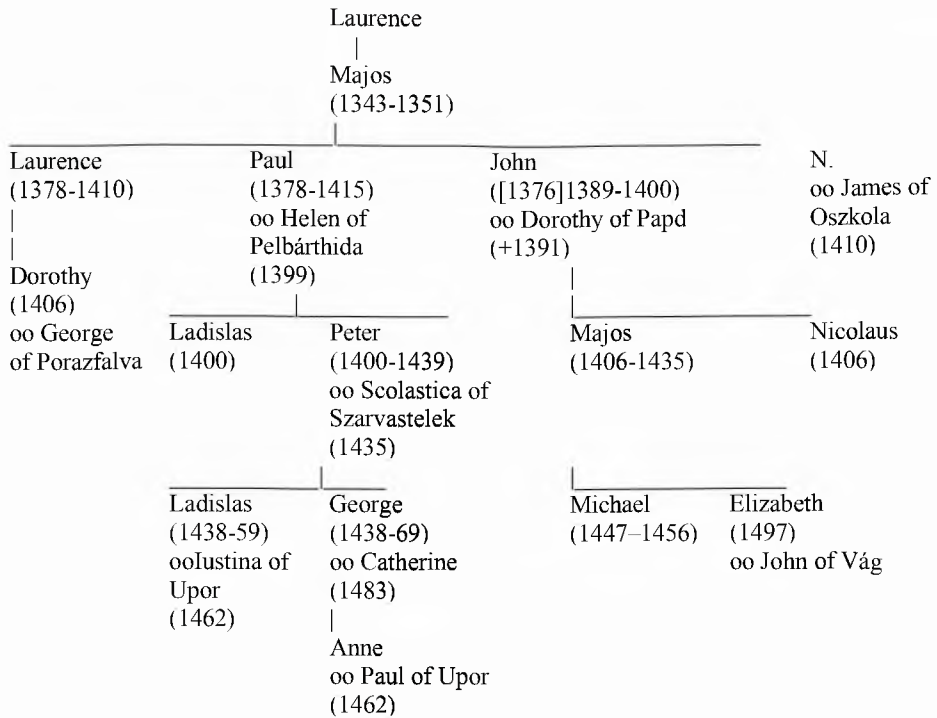 Laurence
|
Majos
(1343-1351)
Laurence
(1378-1410)
|
|
Dorothy
(1406)
oo George
of Porazfalva
Paul
(1378-1415)
oo Helen of
Pelbárthida
(1399)
John
([1376]1389-1400)
oo Dorothy of Papd
(+1391)
|
N.
oo James of
Oszkola
(1410)
Ladislas
(1400)
Peter
(1400-1439)
oo Scolastica of
Szarvastelek
(1435)
Majos
(1406-1435)
Nicolaus
(1406)
Ladislas
(1438-59)
ooIustina of
Upor
(1462)
George
(1438-69)
oo Catherine
(1483)
|
Anne
oo Paul of Upor
(1462)
Michael
(1447–1456)
Elizabeth
(1497)
oo John of Vág